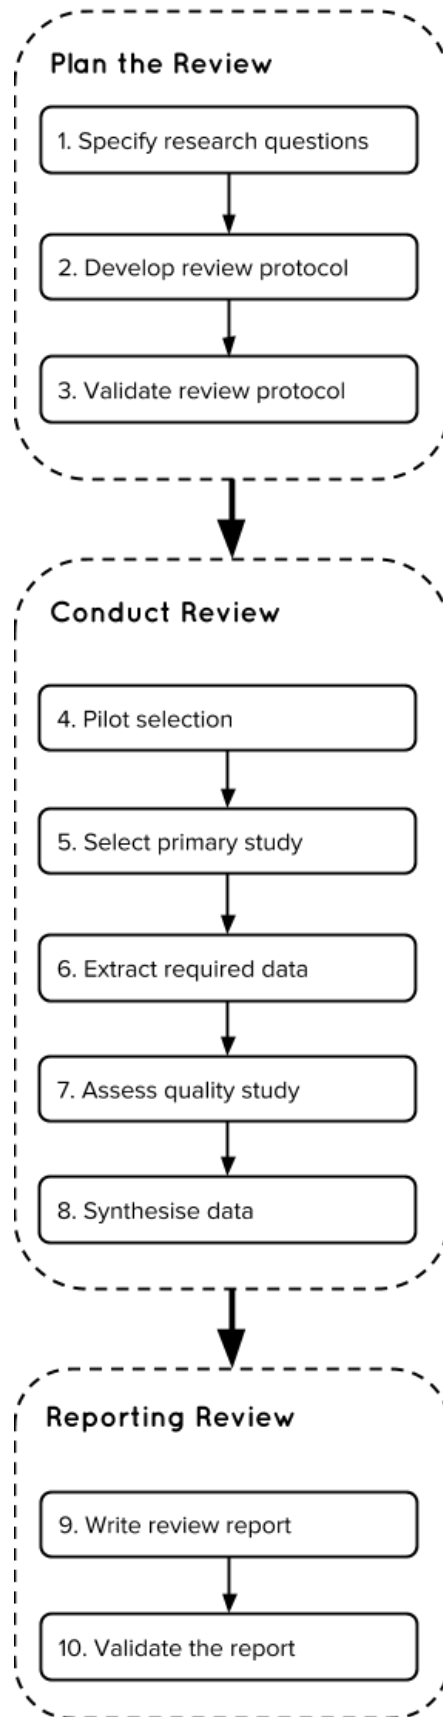 Plan the Review
1. Specify research questions
2. Develop review protocol
3. Validate review protocol
Conduct Review
4. Pilot selection
5. Select primary study
6. Extract required data
7. Assess quality study
8. Synthesise data
Reporting Review
9. Write review report
10. Validate the report